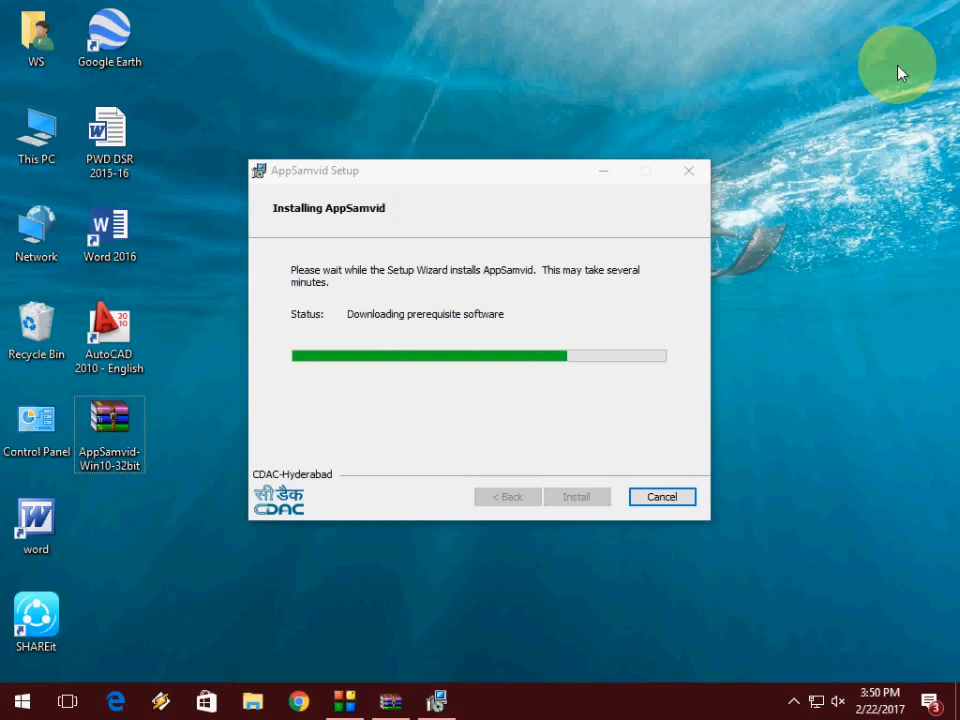 WS
Google Earth
This PC
PWD DSR
2015-16
Network
Word 2016
Recycle Bin
AutoCAD
2010 - English
Control Panel
AppSamvid-
Win10-32bit
word
SHAREit
AppSamvid Setup
Installing AppSamvid
Please wait while the Setup Wizard installs AppSamvid. This may take several
minutes.
Status: Downloading prerequisite software
CDAC-Hyderabad
सी डैक
CDAC
< Back
Install
Cancel
3:50 PM
2/22/2017
3